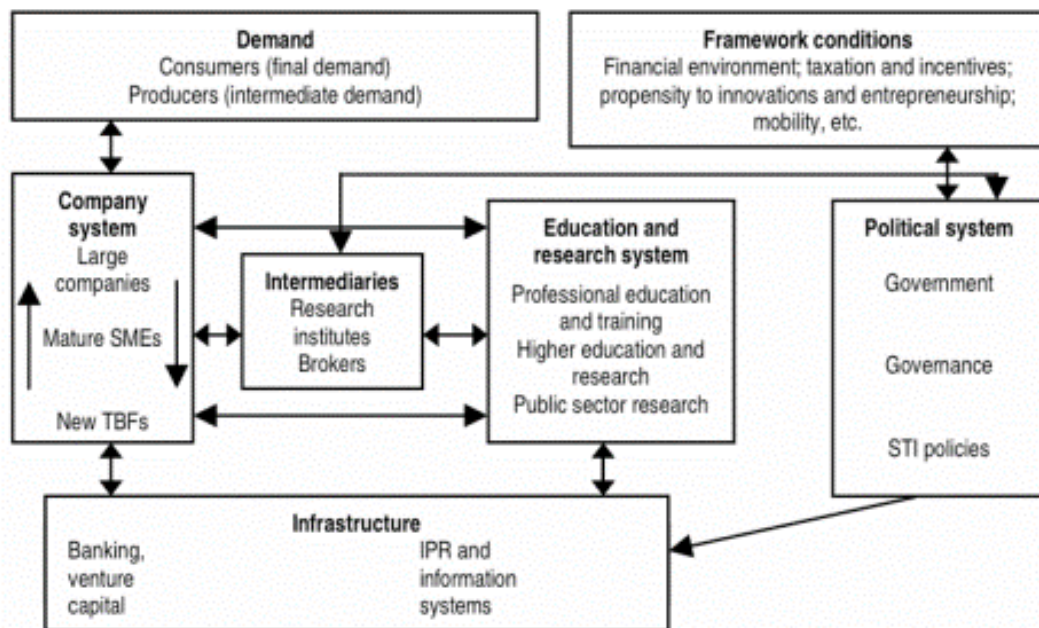 Demand
Consumers (final demand)
Producers (intermediate demand)
Framework conditions
Financial environment; taxation and incentives;
propensity to innovations and entrepreneurship;
mobility, etc.
Company
system
Large
companies
Mature SMEs
New TBFs
Intermediaries
Research
institutes
Brokers
Education and
research system
Professional education
and training
Higher education and
research
Public sector research
Political system
Government
Governance
STI policies
Infrastructure
Banking,
venture
capital
IPR and
information
systems